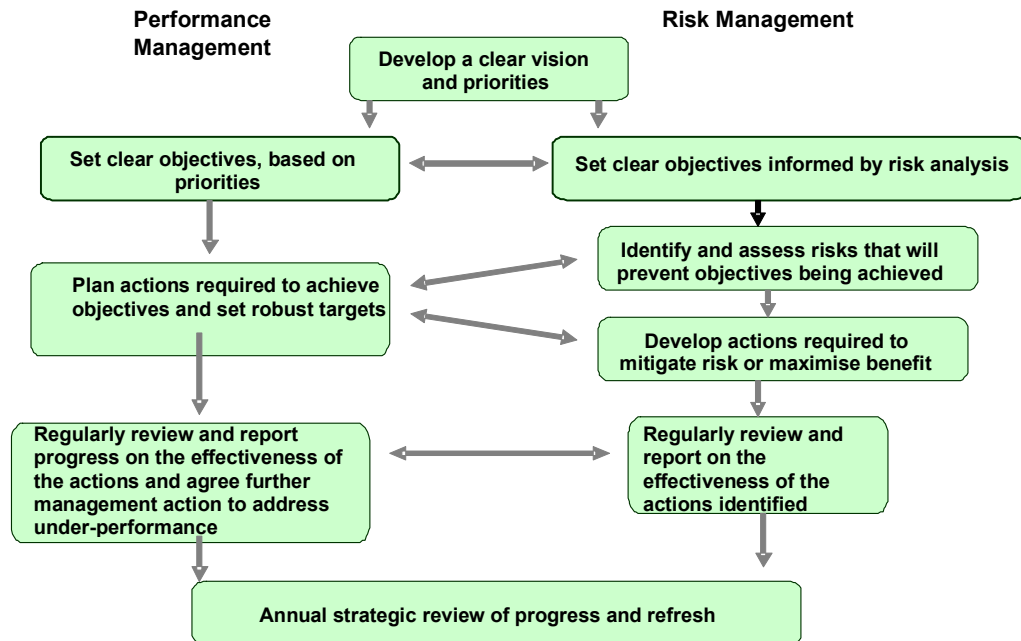 Performance
Management
Risk Management
Develop a clear vision
and priorities
Set clear objectives, based on
priorities
Set clear objectives informed by risk analysis
Identify and assess risks that will
prevent objectives being achieved
Plan actions required to achieve
objectives and set robust targets
Develop actions required to
mitigate risk or maximise benefit
Regularly review and report
progress on the effectiveness of
the actions and agree further
management action to address
under-performance
Regularly review and
report on the
effectiveness of the
actions identified
Annual strategic review of progress and refresh